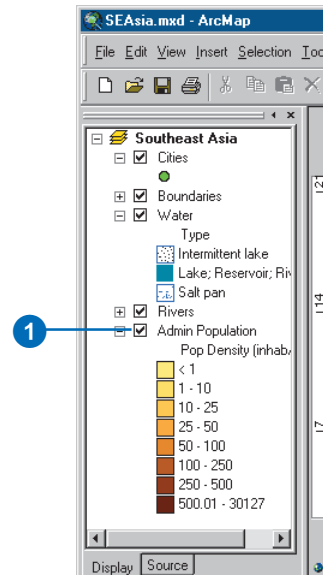 SEAsia.mxd - ArcMap
File Edit View Insert Selection
Southeast Asia
Cities
Boundaries
Water
Type
Intermittent lake
Lake; Reservoir;
Salt pan
Rivers
1
Admin Population
Pop Density
< 1
1 - 10
10 - 25
25 - 50
50 - 100
100 - 250
250 - 500
500.01 - 30127
Display Source